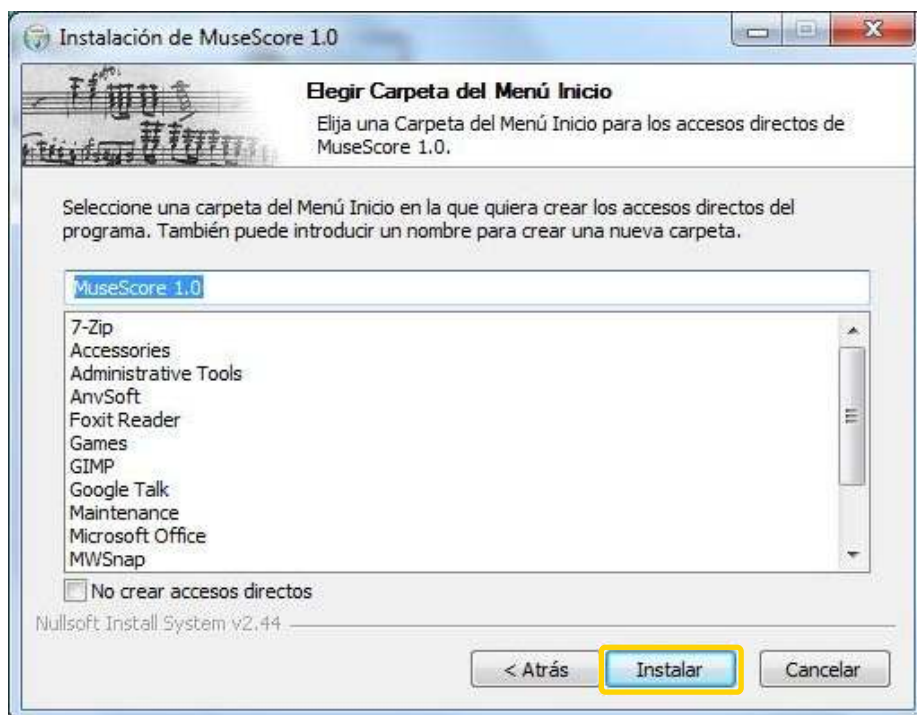 Instalación de MuseScore 1.0
Elegir Carpeta del Menú Inicio
Elija una Carpeta del Menú Inicio para los accesos directos de
MuseScore 1.0.
Seleccione una carpeta del Menú Inicio en la que quiera crear los accesos directos del
programa. También puede introducir un nombre para crear una nueva carpeta.
MuseScore 1.0
7-Zip
Accessories
Administrative Tools
AnvSoft
Foxit Reader
Games
GIMP
Google Talk
Maintenance
Microsoft Office
MWSnap
No crear accesos directos
Nullsoft Install System v2.44
< Atrás
Instalar
Cancelar